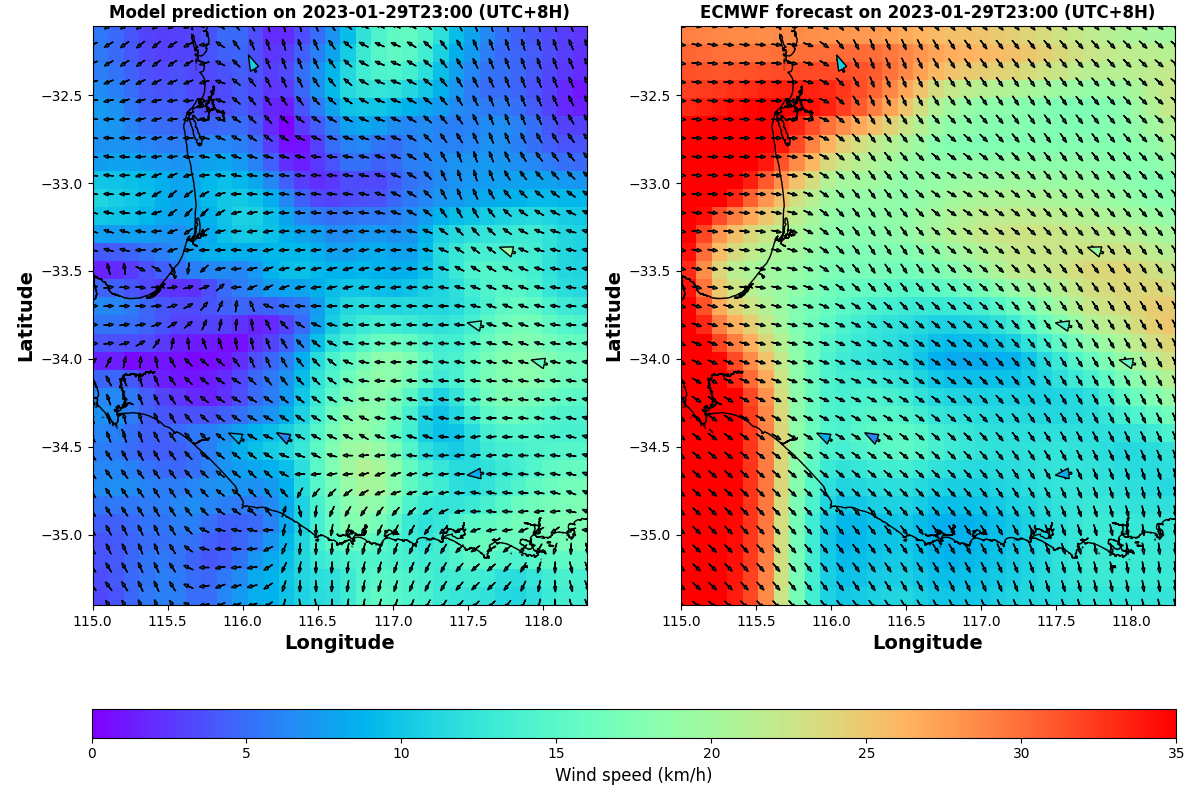 Model prediction on 2023-01-29T23:00 (UTC+8H)
ECMWF forecast on 2023-01-29T23:00 (UTC+8H)
−32.5
−33.0
−33.5
−34.0
−34.5
−35.0
Latitude
115.0 115.5 116.0 116.5 117.0 117.5 118.0
Longitude
−32.5
−33.0
−33.5
−34.0
−34.5
−35.0
Latitude
115.0 115.5 116.0 116.5 117.0 117.5 118.0
Longitude
0 5 10 15 20 25 30 35
Wind speed (km/h)